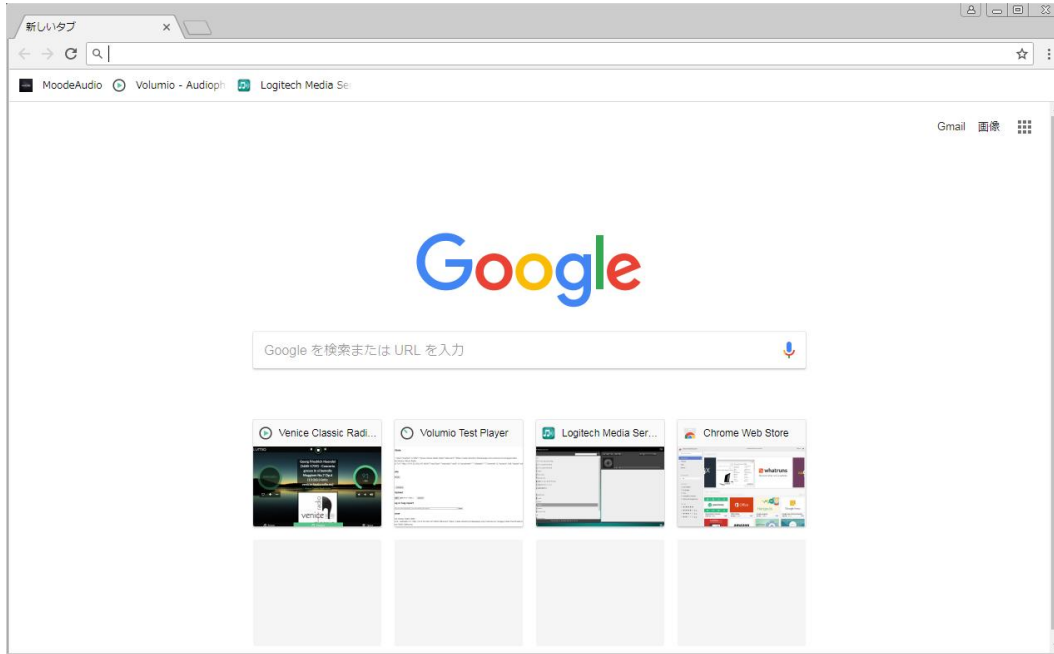 新しいタブ
MoodeAudio Volumio - Audioph Logitech Media Se
Gmail 画像
Google
Google を検索または URL を入力
Venice Classic Radi... Volumio Test Player Logitech Media Ser... Chrome Web Store
venice
whatruns